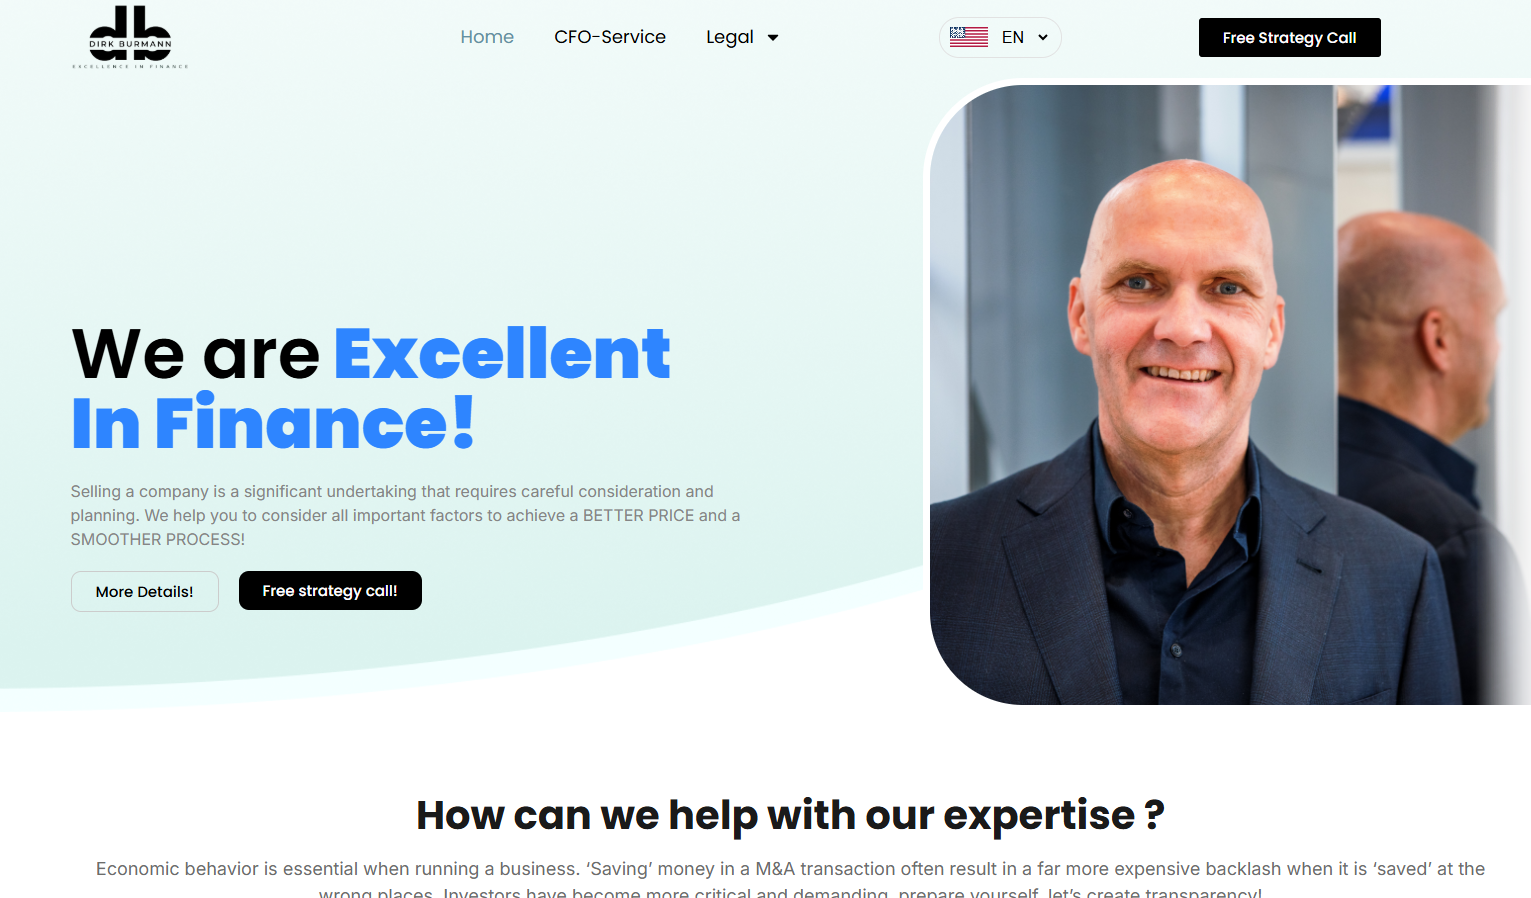 db
DIRK BURMANN
EXCELLENCE IN FINANCE
Home
CFO-Service
Legal
EN
Free Strategy Call
We are Excellent
In Finance!
Selling a company is a significant undertaking that requires careful consideration and
planning. We help you to consider all important factors to achieve a BETTER PRICE and a
SMOOTHER PROCESS!
More Details!
Free strategy call!
How can we help with our expertise ?
Economic behavior is essential when running a business. ‘Saving’ money in a M&A transaction often result in a far more expensive backlash when it is ‘saved’ at the
wrong places. Investors have become more critical and demanding, prepare yourself, let’s create transparency!